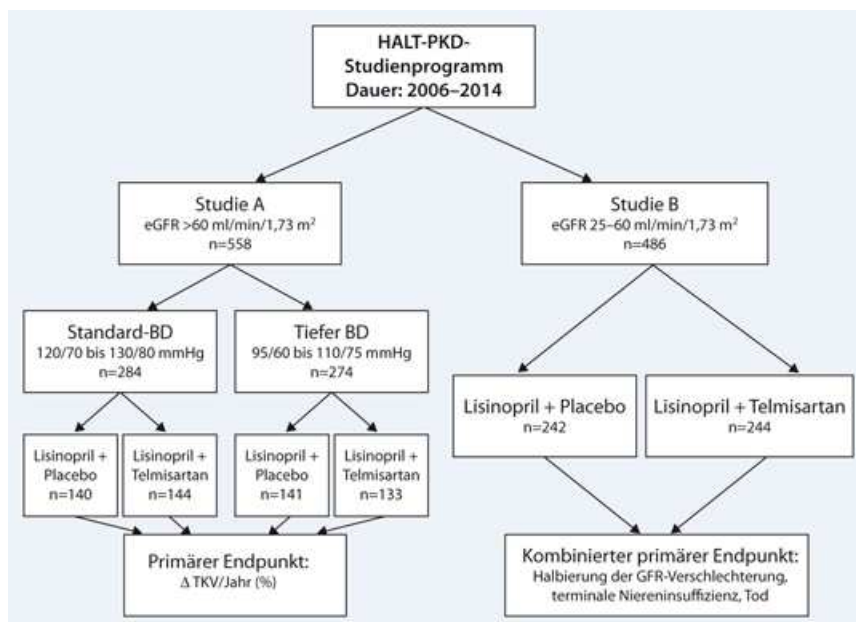 HALT-PKD-
Studienprogramm
Dauer: 2006–2014
Studie A
eGFR >60 ml/min/1,73 m²
n=558
Studie B
eGFR 25–60 ml/min/1,73 m²
n=486
Standard-BD
120/70 bis 130/80 mmHg
n=284
Tiefer BD
95/60 bis 110/75 mmHg
n=274
Lisinopril + Placebo
n=242
Lisinopril + Telmisartan
n=244
Lisinopril +
Placebo
n=140
Lisinopril +
Telmisartan
n=144
Lisinopril +
Placebo
n=141
Lisinopril +
Telmisartan
n=133
Primärer Endpunkt:
Δ TKV/Jahr (%)
Kombinierter primärer Endpunkt:
Halbierung der GFR-Verschlechterung,
terminale Niereninsuffizienz, Tod